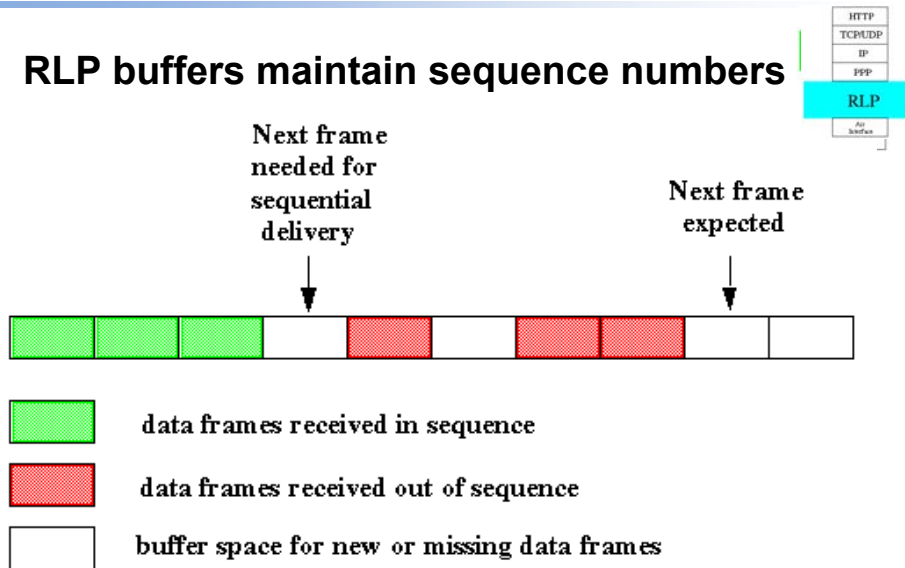 RLP buffers maintain sequence numbers
HTTP
TCP/UDP
IP
PPP
RLP
Air
Interface
Next frame
needed for
sequential
delivery
Next frame
expected
data frames received in sequence
data frames received out of sequence
buffer space for new or missing data frames